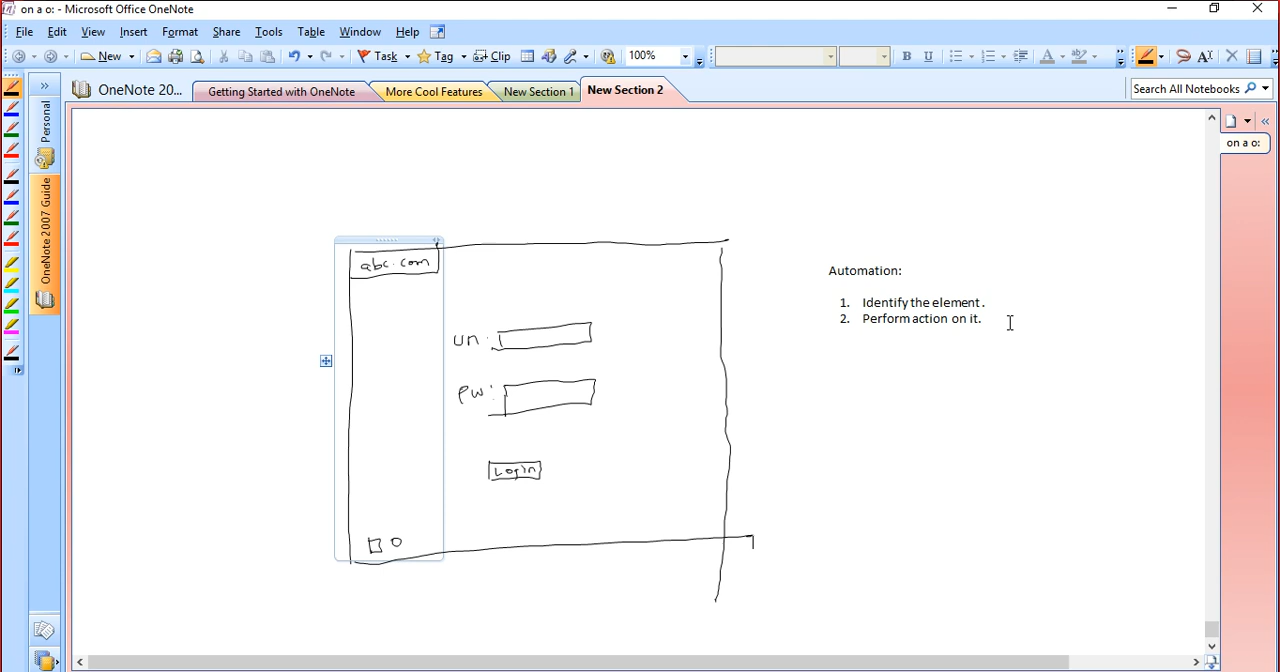 on a o: - Microsoft Office OneNote
File Edit View Insert Format Share Tools Table Window Help
New Task Tag Clip 100% B U A A
OneNote 20... Getting Started with OneNote More Cool Features New Section 1 New Section 2 Search All Notebooks
on a o:
Personal
OneNote 2007 Guide
abc.com
un:
pw:
Login
Automation:
1. Identify the element.
2. Perform action on it.